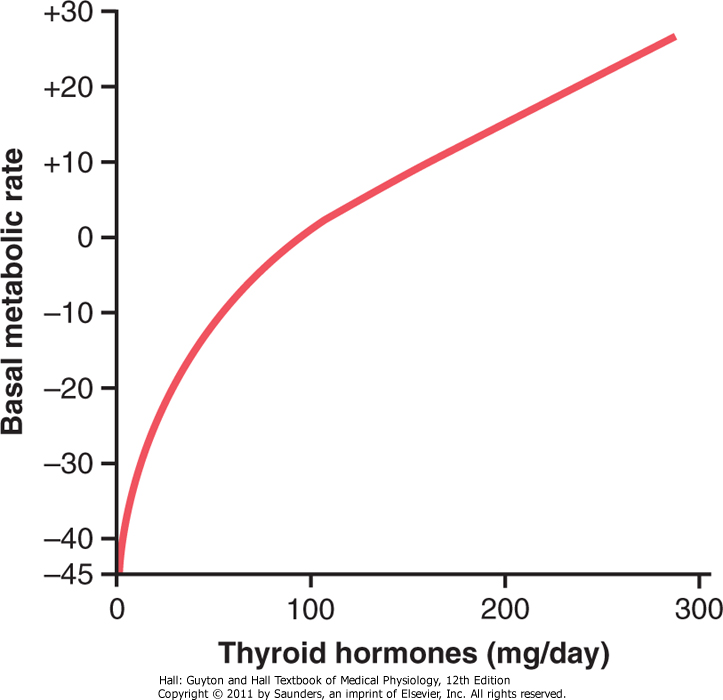 +30
+20
+10
0
−10
−20
−30
−40
−45
Basal metabolic rate
0 100 200 300
Thyroid hormones (mg/day)
Hall: Guyton and Hall Textbook of Medical Physiology, 12th Edition
Copyright © 2011 by Saunders, an imprint of Elsevier, Inc. All rights reserved.